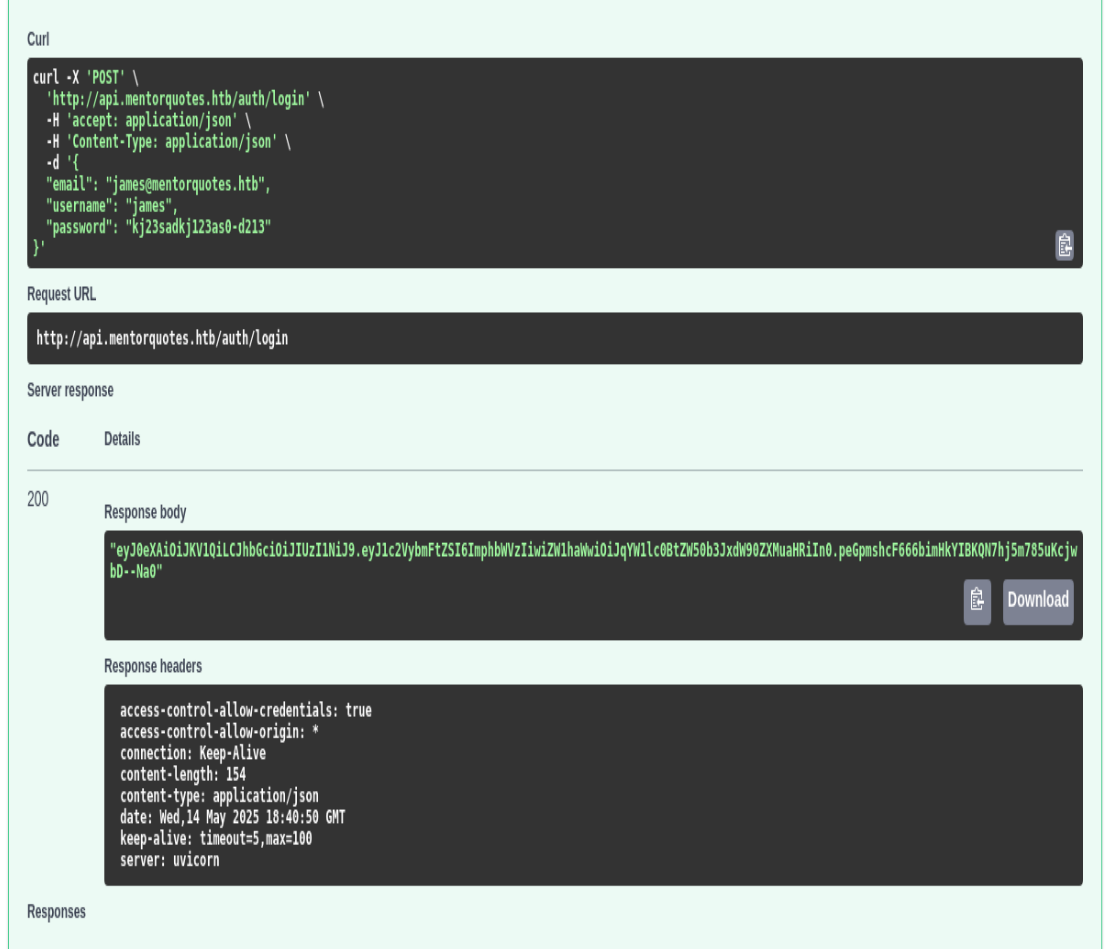 Curl
curl -X 'POST' \
  'http://api.mentorquotes.htb/auth/login' \
  -H 'accept: application/json' \
  -H 'Content-Type: application/json' \
  -d '{
  "email": "james@mentorquotes.htb",
  "username": "james",
  "password": "kj23sadkj123as0-d213"
}'
Request URL
http://api.mentorquotes.htb/auth/login
Server response
Code Details
200
Response body
"eyJ0eXAiOiJKV1QiLCJhbGciOiJIUzI1NiJ9.eyJ1c2VybmFtZSI6ImphbWVzIiwiZW1haWwiOiJqYW1lc0BtZW50b3JxdW90ZXMuaHRiIn0.peGpmshcF666bimHkYIBKQN7hj5m785uKcjw
bD--Na0"
Download
Response headers
access-control-allow-credentials: true
access-control-allow-origin: *
connection: Keep-Alive
content-length: 154
content-type: application/json
date: Wed,14 May 2025 18:40:50 GMT
keep-alive: timeout=5,max=100
server: uvicorn
Responses